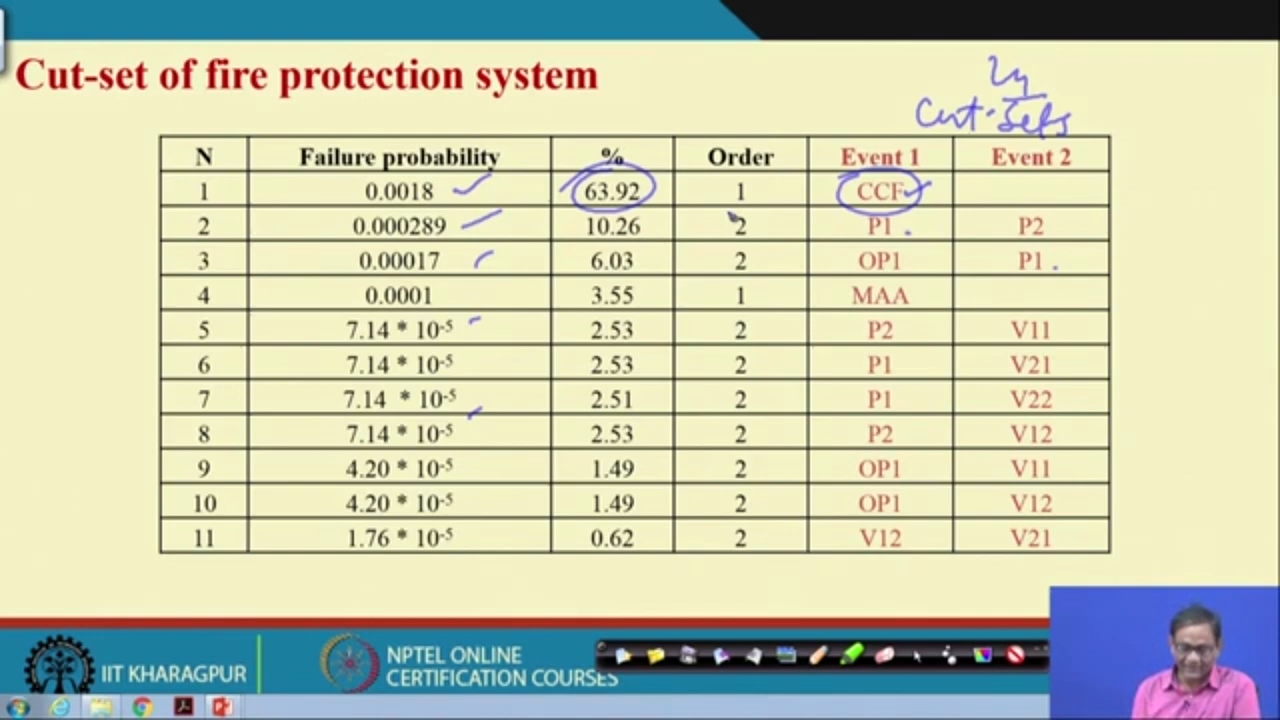 Cut-set of fire protection system
Cut-Sets
N Failure probability % Order Event 1 Event 2
1 0.0018 63.92 1 CCF
2 0.000289 10.26 2 P1 P2
3 0.00017 6.03 2 OP1 P1
4 0.0001 3.55 1 MAA
5 7.14 * 10-5 2.53 2 P2 V11
6 7.14 * 10-5 2.53 2 P1 V21
7 7.14 * 10-5 2.51 2 P1 V22
8 7.14 * 10-5 2.53 2 P2 V12
9 4.20 * 10-5 1.49 2 OP1 V11
10 4.20 * 10-5 1.49 2 OP1 V12
11 1.76 * 10-5 0.62 2 V12 V21
IIT KHARAGPUR
NPTEL ONLINE
CERTIFICATION COURSES